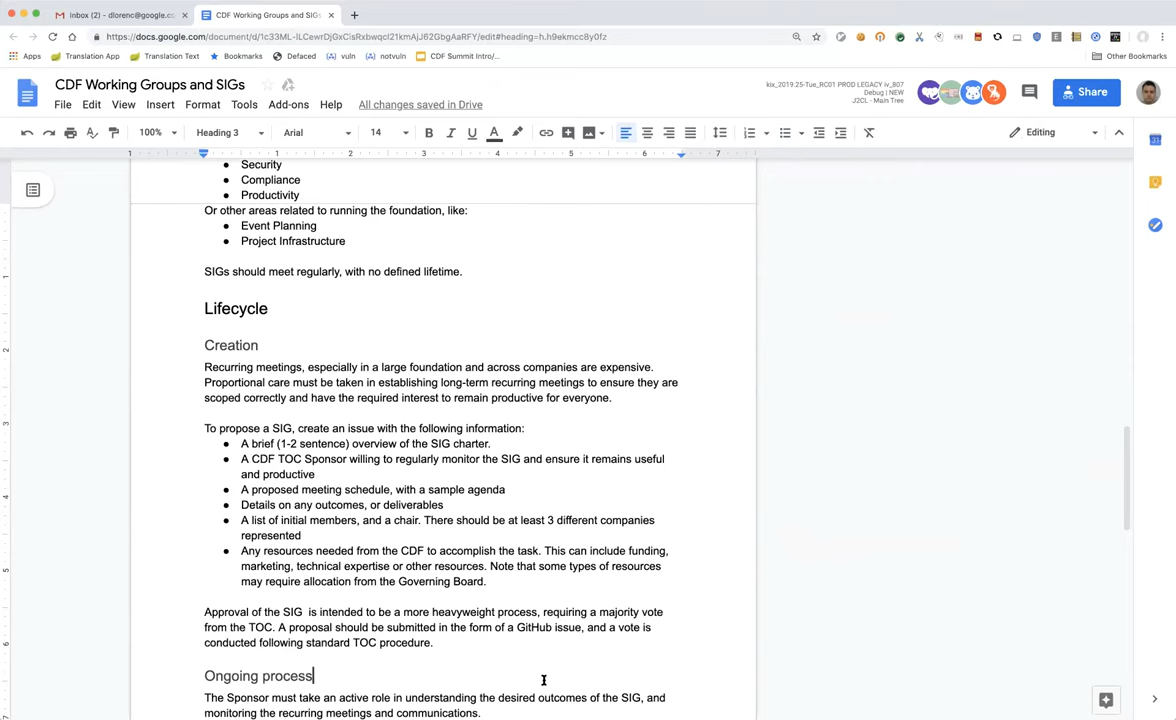 Inbox (2) - dlorenc@google.co
CDF Working Groups and SIGs
https://docs.google.com/document/d/
Apps
Translation App
Translation Text
Bookmarks
Defaced
vuln
notvuln
CDF Summit Intro/...
Other Bookmarks
CDF Working Groups and SIGs
File Edit View Insert Format Tools Add-ons Help All changes saved in Drive
kix_2019.25-Tue_RC01 PROD LEGACY iv_807
Debug | NEW
J2CL - Main Tree
Share
100% Heading 3 Arial 14 B I U A Editing
1 1 2 3 4 5 6 7
Security
Compliance
Productivity
Or other areas related to running the foundation, like:
Event Planning
Project Infrastructure
SIGs should meet regularly, with no defined lifetime.
Lifecycle
Creation
Recurring meetings, especially in a large foundation and across companies are expensive.
Proportional care must be taken in establishing long-term recurring meetings to ensure they are
scoped correctly and have the required interest to remain productive for everyone.
To propose a SIG, create an issue with the following information:
A brief (1-2 sentence) overview of the SIG charter.
A CDF TOC Sponsor willing to regularly monitor the SIG and ensure it remains useful
and productive
A proposed meeting schedule, with a sample agenda
Details on any outcomes, or deliverables
A list of initial members, and a chair. There should be at least 3 different companies
represented
Any resources needed from the CDF to accomplish the task. This can include funding,
marketing, technical expertise or other resources. Note that some types of resources
may require allocation from the Governing Board.
Approval of the SIG is intended to be a more heavyweight process, requiring a majority vote
from the TOC. A proposal should be submitted in the form of a GitHub issue, and a vote is
conducted following standard TOC procedure.
Ongoing process
The Sponsor must take an active role in understanding the desired outcomes of the SIG, and
monitoring the recurring meetings and communications.